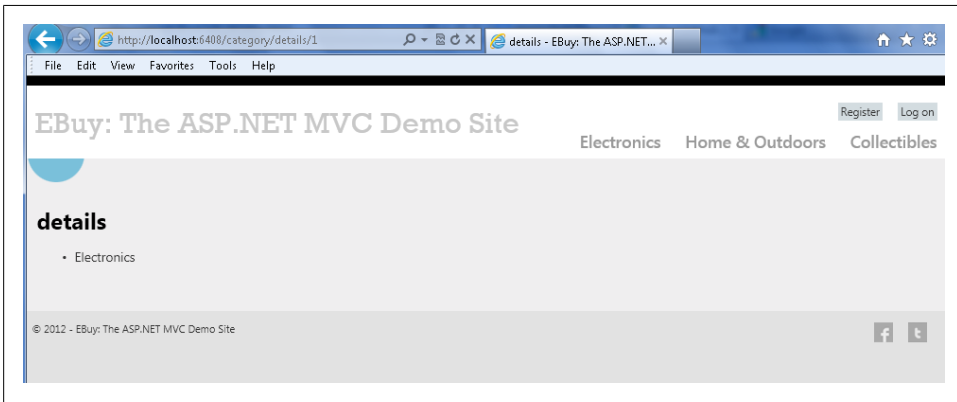 http://localhost:6408/category/details/1
details - EBuy: The ASP.NET...
File Edit View Favorites Tools Help
EBuy: The ASP.NET MVC Demo Site
Register Log on
Electronics Home & Outdoors Collectibles
details
• Electronics
© 2012 - EBuy: The ASP.NET MVC Demo Site